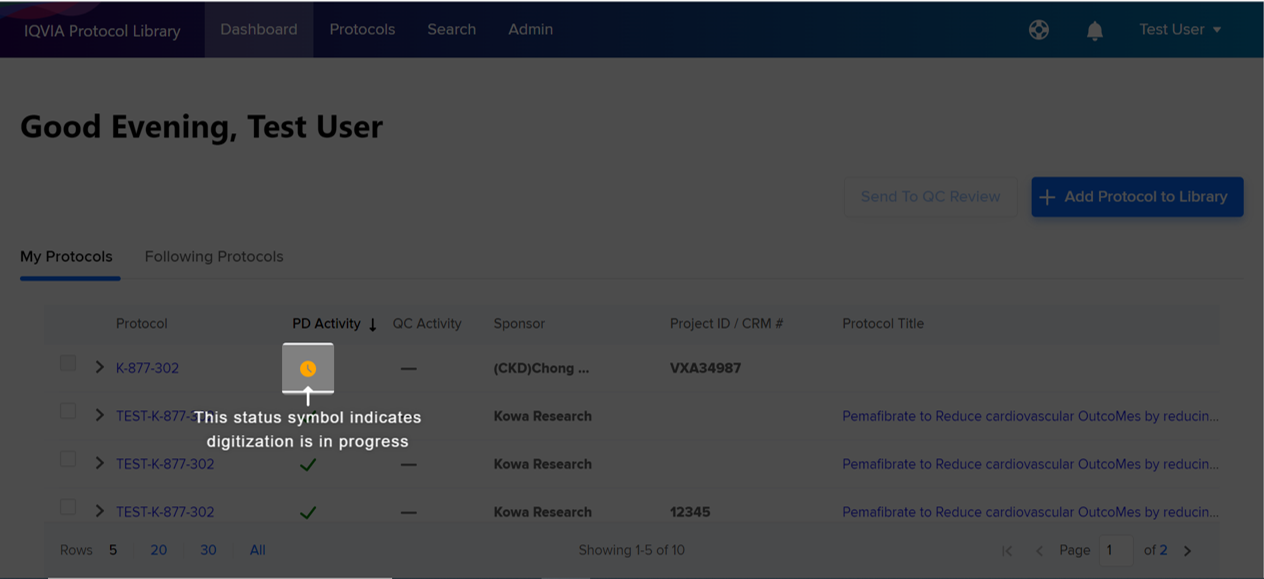 IQVIA Protocol Library Dashboard Protocols Search Admin Test User
Good Evening, Test User
Send To QC Review + Add Protocol to Library
My Protocols Following Protocols
Protocol PD Activity ↓ QC Activity Sponsor Project ID / CRM # Protocol Title
K-877-302 — (CKD)Chong ... VXA34987
TEST-K-877-302 Kowa Research Pemafibrate to Reduce cardiovascular OutcoMes by reducin...
This status symbol indicates
digitization is in progress
TEST-K-877-302 — Kowa Research Pemafibrate to Reduce cardiovascular OutcoMes by reducin...
TEST-K-877-302 — Kowa Research 12345 Pemafibrate to Reduce cardiovascular OutcoMes by reducin...
Rows 5 20 30 All Showing 1-5 of 10 Page 1 of 2